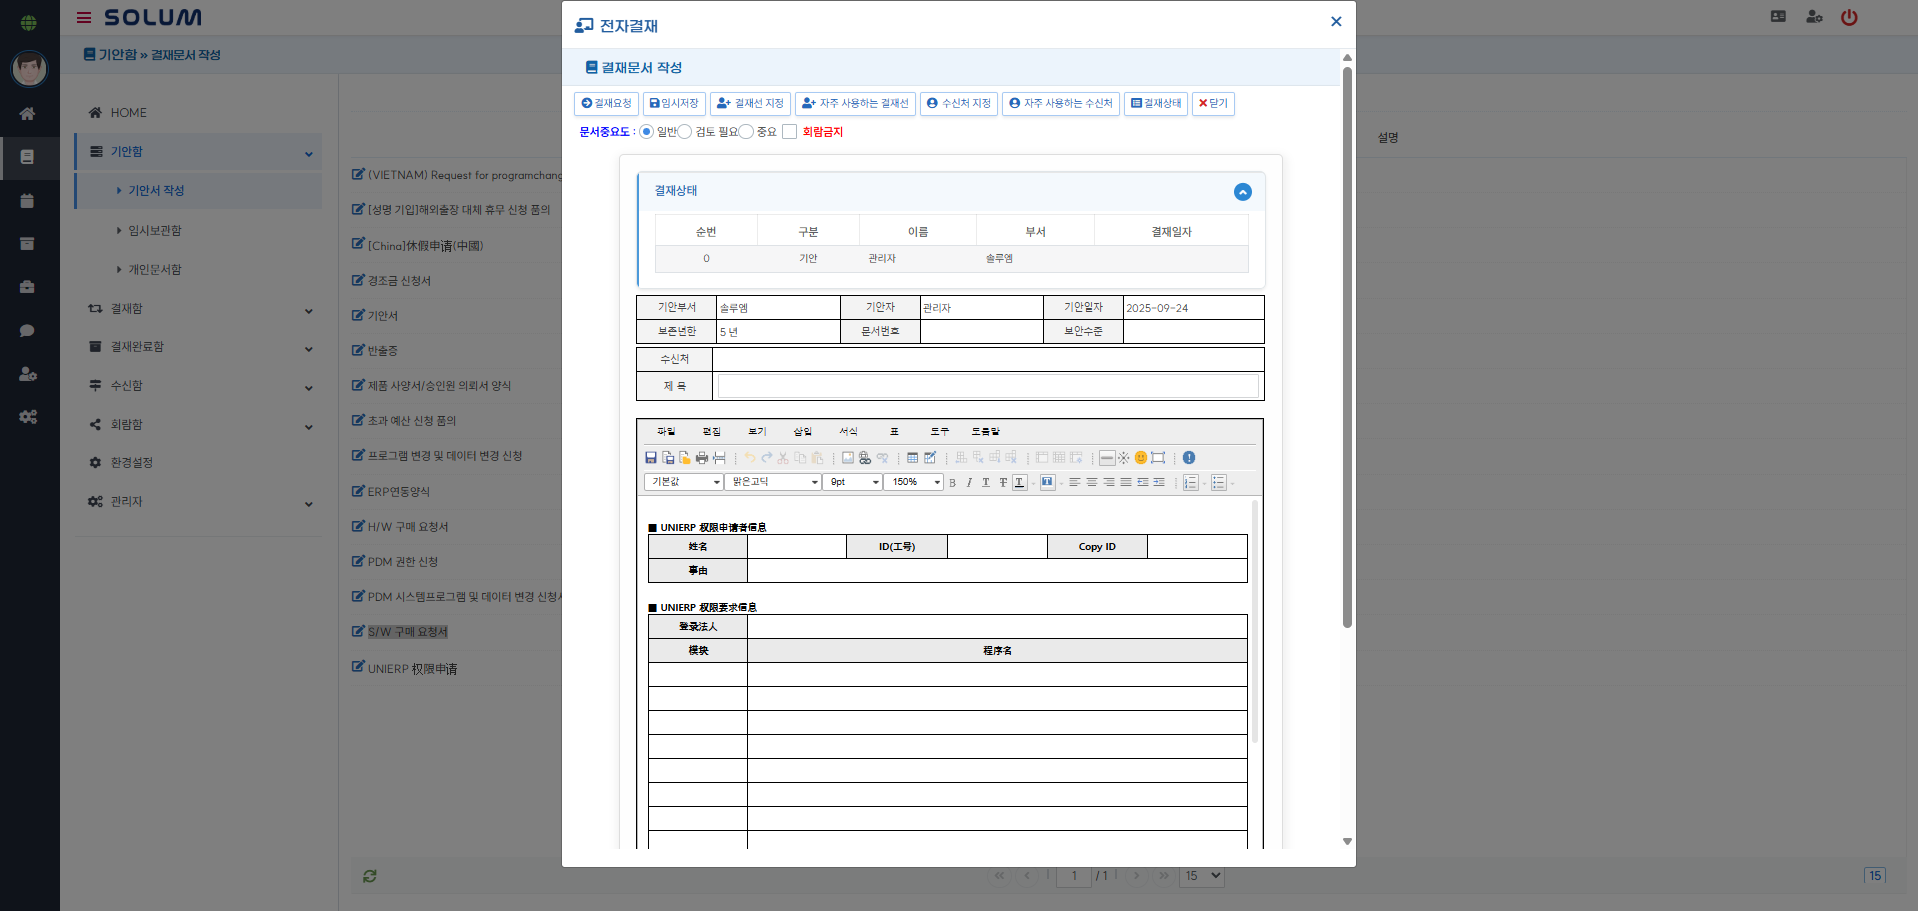 SOLUM
기안함 » 결재문서 작성
HOME
기안함
기안서 작성
임시보관함
개인문서함
결재함
결재완료함
수신함
회람함
환경설정
관리자
설명
(VIETNAM) Request for programchang
[성명 기입]해외출장 대체 휴무 신청 품의
[China]休假申请(中國)
경조금 신청서
기안서
반출증
제품 사양서/승인원 의뢰서 양식
초과 예산 신청 품의
프로그램 변경 및 데이터 변경 신청
ERP연동양식
H/W 구매 요청서
PDM 권한 신청
PDM 시스템프로그램 및 데이터 변경 신청서
S/W 구매 요청서
UNIERP 权限申请
1 / 1 15
15
전자결재
결재문서 작성
결재요청 임시저장 결재선 지정 자주 사용하는 결재선 수신처 지정 자주 사용하는 수신처 결재상태 닫기
문서중요도 : 일반 검토 필요 중요 회람금지
결재상태
순번 구분 이름 부서 결재일자
0 기안 관리자 솔루엠
기안부서 솔루엠 기안자 관리자 기안일자 2025-09-24
보존년한 5 년 문서번호 보안수준
수신처
제 목
파일 편집 보기 삽입 서식 표 도구 도움말
기본값 맑은고딕 9pt 150%
■ UNIERP 权限申请者信息
姓名 ID(工号) Copy ID
事由
■ UNIERP 权限要求信息
登录法人
模块 程序名